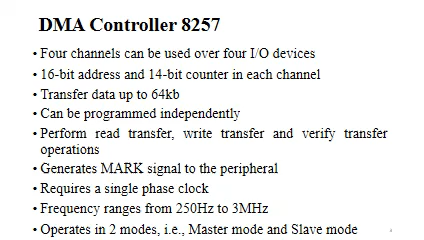 DMA Controller 8257
• Four channels can be used over four I/O devices
• 16-bit address and 14-bit counter in each channel
• Transfer data up to 64kb
• Can be programmed independently
• Perform read transfer, write transfer and verify transfer
operations
• Generates MARK signal to the peripheral
• Requires a single phase clock
• Frequency ranges from 250Hz to 3MHz
• Operates in 2 modes, i.e., Master mode and Slave mode